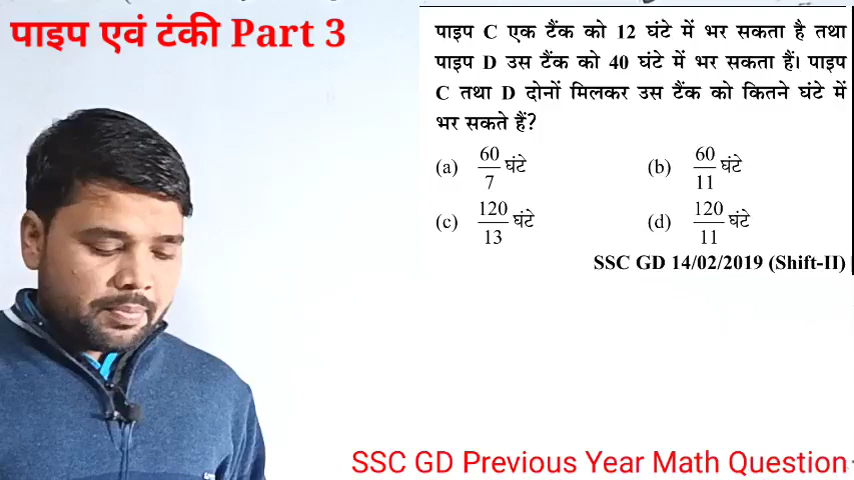 पाइप एवं टंकी Part 3
पाइप C एक टैंक को 12 घंटे में भर सकता है तथा
पाइप D उस टैंक को 40 घंटे में भर सकता हैं। पाइप
C तथा D दोनों मिलकर उस टैंक को कितने घंटे में
भर सकते हैं?
(a) 60/7 घंटे (b) 60/11 घंटे
(c) 120/13 घंटे (d) 120/11 घंटे
SSC GD 14/02/2019 (Shift-II)
SSC GD Previous Year Math Question